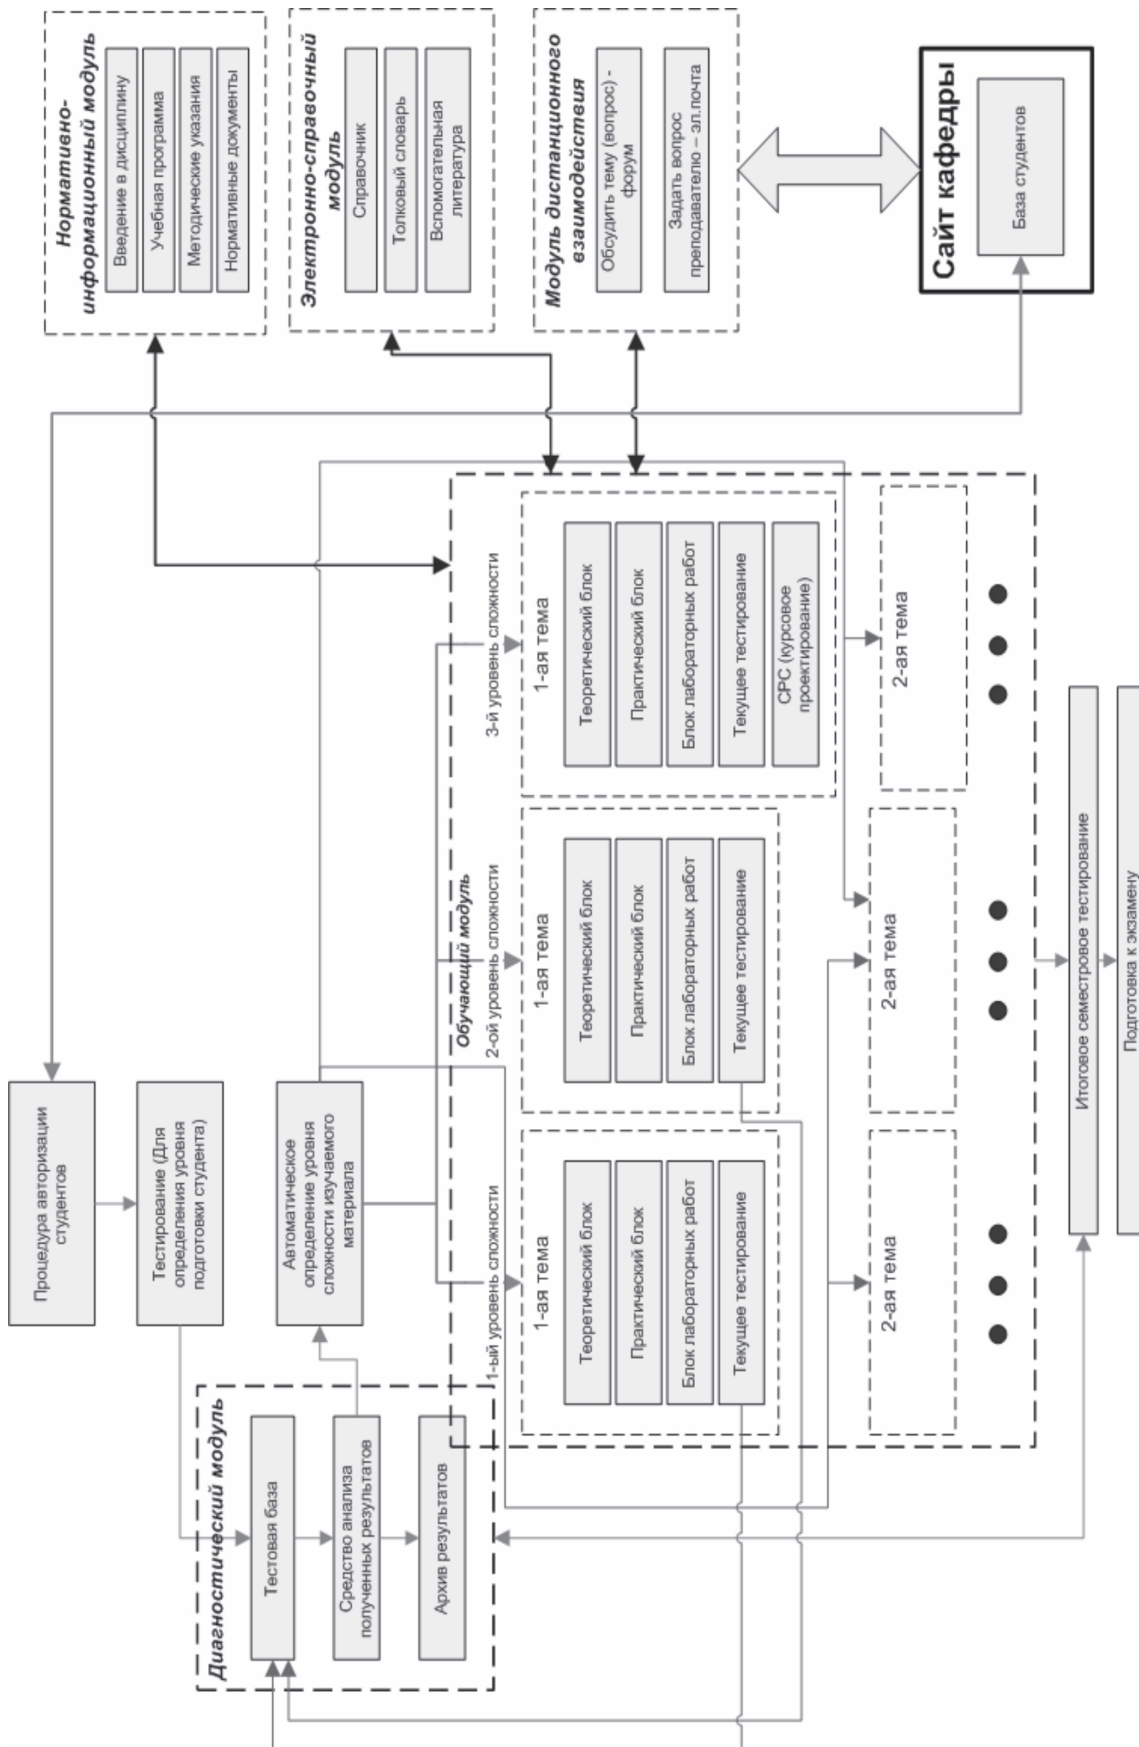 Диагностический модуль
Тестовая база
Средство анализа
полученных результатов
Архив результатов
Процедура авторизации
студентов
Тестирование (Для
определения уровня
подготовки студента)
Автоматическое
определение уровня
сложности изучаемого
материала
Нормативно-
информационный модуль
Введение в дисциплину
Учебная программа
Методические указания
Нормативные документы
Электронно-справочный
модуль
Справочник
Толковый словарь
Вспомогательная
литература
Модуль дистанционного
взаимодействия
Обсудить тему (вопрос) -
форум
Задать вопрос
преподавателю – эл.почта
Сайт кафедры
База студентов
Обучающий модуль
1-ый уровень сложности
1-ая тема
Теоретический блок
Практический блок
Блок лабораторных работ
Текущее тестирование
2-ая тема
2-ой уровень сложности
1-ая тема
Теоретический блок
Практический блок
Блок лабораторных работ
Текущее тестирование
2-ая тема
3-й уровень сложности
1-ая тема
Теоретический блок
Практический блок
Блок лабораторных работ
Текущее тестирование
СРС (курсовое
проектирование)
2-ая тема
Итоговое семестровое тестирование
Подготовка к экзамену